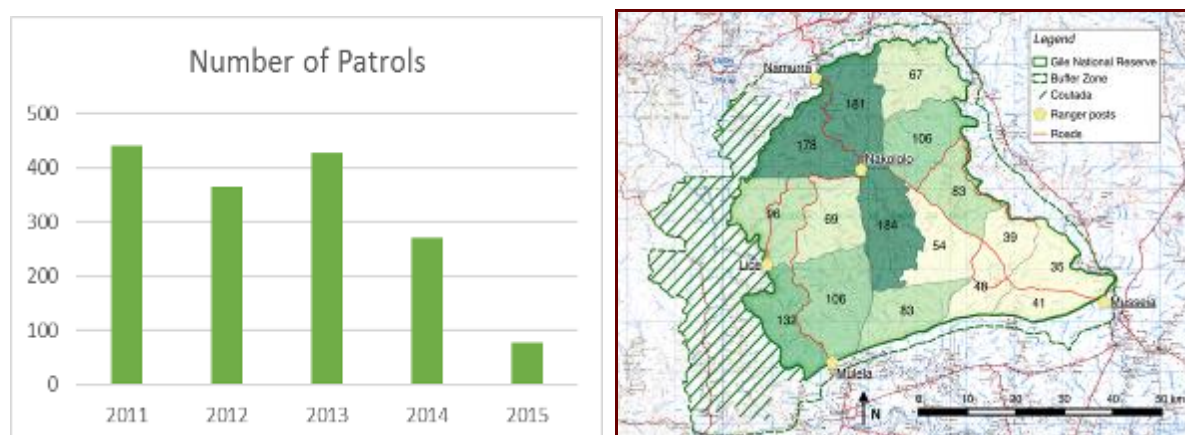 Number of Patrols
500
400
300
200
100
0
2011 2012 2013 2014 2015
Legend
Gile National Reserve
Buffer Zone
Coutada
Ranger posts
Roads
Namurra
67
181
106
178
Nakololo
83
96
69
184
39
54
Lice
35
48
106
41
Musseia
132
83
Mulela
N
0 10 20 30 40 50 km